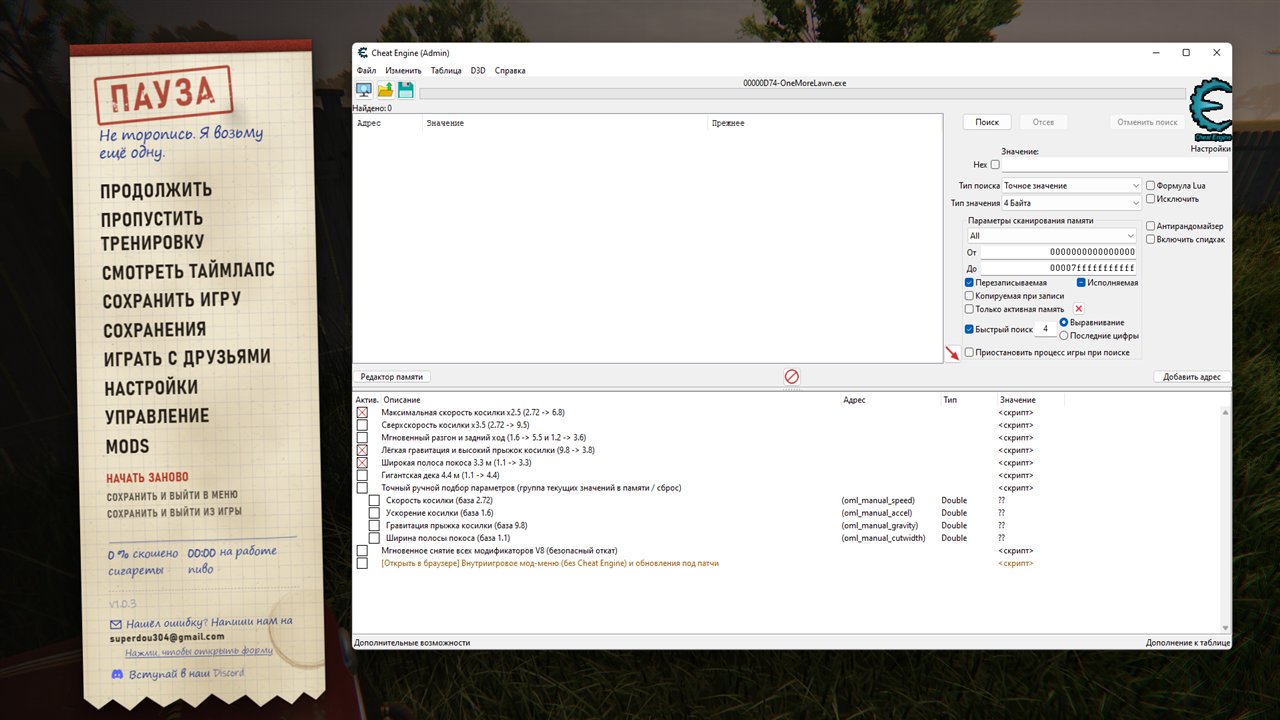 ПАУЗА
Не торопись. Я возьму
ещё одну.
ПРОДОЛЖИТЬ
ПРОПУСТИТЬ
ТРЕНИРОВКУ
СМОТРЕТЬ ТАЙМЛАПС
СОХРАНИТЬ ИГРУ
СОХРАНЕНИЯ
ИГРАТЬ С ДРУЗЬЯМИ
НАСТРОЙКИ
УПРАВЛЕНИЕ
MODS
НАЧАТЬ ЗАНОВО
СОХРАНИТЬ И ВЫЙТИ В МЕНЮ
СОХРАНИТЬ И ВЫЙТИ ИЗ ИГРЫ
0 % скошено 00:00 на работе
сигареты пиво
v1.0.3
Нашёл ошибку? Напиши нам на
superdou304@gmail.com
Нажми, чтобы открыть форму
Вступай в наш Discord
Cheat Engine (Admin)
Файл Изменить Таблица D3D Справка
00000D74-OneMoreLawn.exe
Найдено: 0
Адрес Значение Прежнее
Поиск Отсев Отменить поиск
Cheat Engine
Настройки
Значение:
Hex
Тип поиска Точное значение Формула Lua
Тип значения 4 Байта Исключить
Параметры сканирования памяти
All
Антирандомайзер
Включить спидхак
От 0000000000000000
До 00007fffffffffff
Перезаписываемая Исполняемая
Копируемая при записи
Только активная память
Быстрый поиск 4 Выравнивание
Последние цифры
Приостановить процесс игры при поиске
Редактор памяти Добавить адрес
Актив. Описание Адрес Тип Значение
Максимальная скорость косилки x2.5 (2.72 -> 6.8) <скрипт>
Сверхскорость косилки x3.5 (2.72 -> 9.5) <скрипт>
Мгновенный разгон и задний ход (1.6 -> 5.5 и 1.2 -> 3.6) <скрипт>
Лёгкая гравитация и высокий прыжок косилки (9.8 -> 3.8) <скрипт>
Широкая полоса покоса 3.3 м (1.1 -> 3.3) <скрипт>
Гигантская дека 4.4 м (1.1 -> 4.4) <скрипт>
Точный ручной подбор параметров (группа текущих значений в памяти / сброс) <скрипт>
Скорость косилки (база 2.72) (oml_manual_speed) Double ??
Ускорение косилки (база 1.6) (oml_manual_accel) Double ??
Гравитация прыжка косилки (база 9.8) (oml_manual_gravity) Double ??
Ширина полосы покоса (база 1.1) (oml_manual_cutwidth) Double ??
Мгновенное снятие всех модификаторов V8 (безопасный откат) <скрипт>
[Открыть в браузере] Внутриигровое мод-меню (без Cheat Engine) и обновления под патчи <скрипт>
Дополнительные возможности Дополнение к таблице